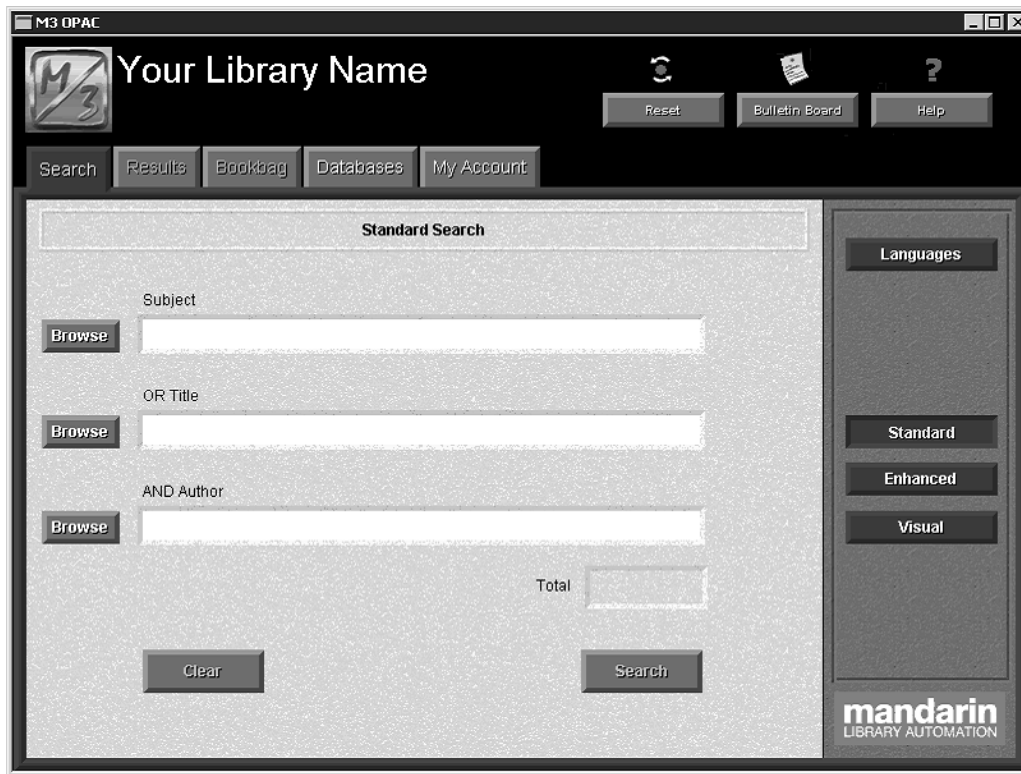 M3 OPAC
M/3
Your Library Name
Reset
Bulletin Board
Help
Search
Results
Bookbag
Databases
My Account
Standard Search
Languages
Subject
Browse
OR Title
Browse
Standard
Enhanced
AND Author
Browse
Visual
Total
Clear
Search
mandarin
LIBRARY AUTOMATION